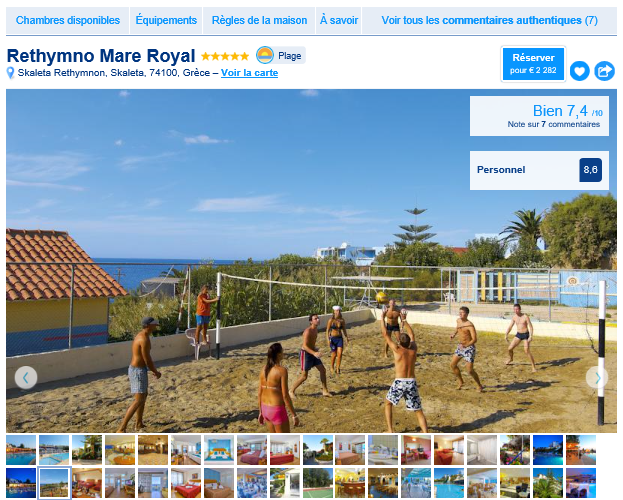 Chambres disponibles Équipements Règles de la maison À savoir Voir tous les commentaires authentiques (7)
Rethymno Mare Royal Plage
Skaleta Rethymnon, Skaleta, 74100, Grèce – Voir la carte
Réserver
pour € 2 282
Bien 7,4 /10
Note sur 7 commentaires
Personnel 8,6